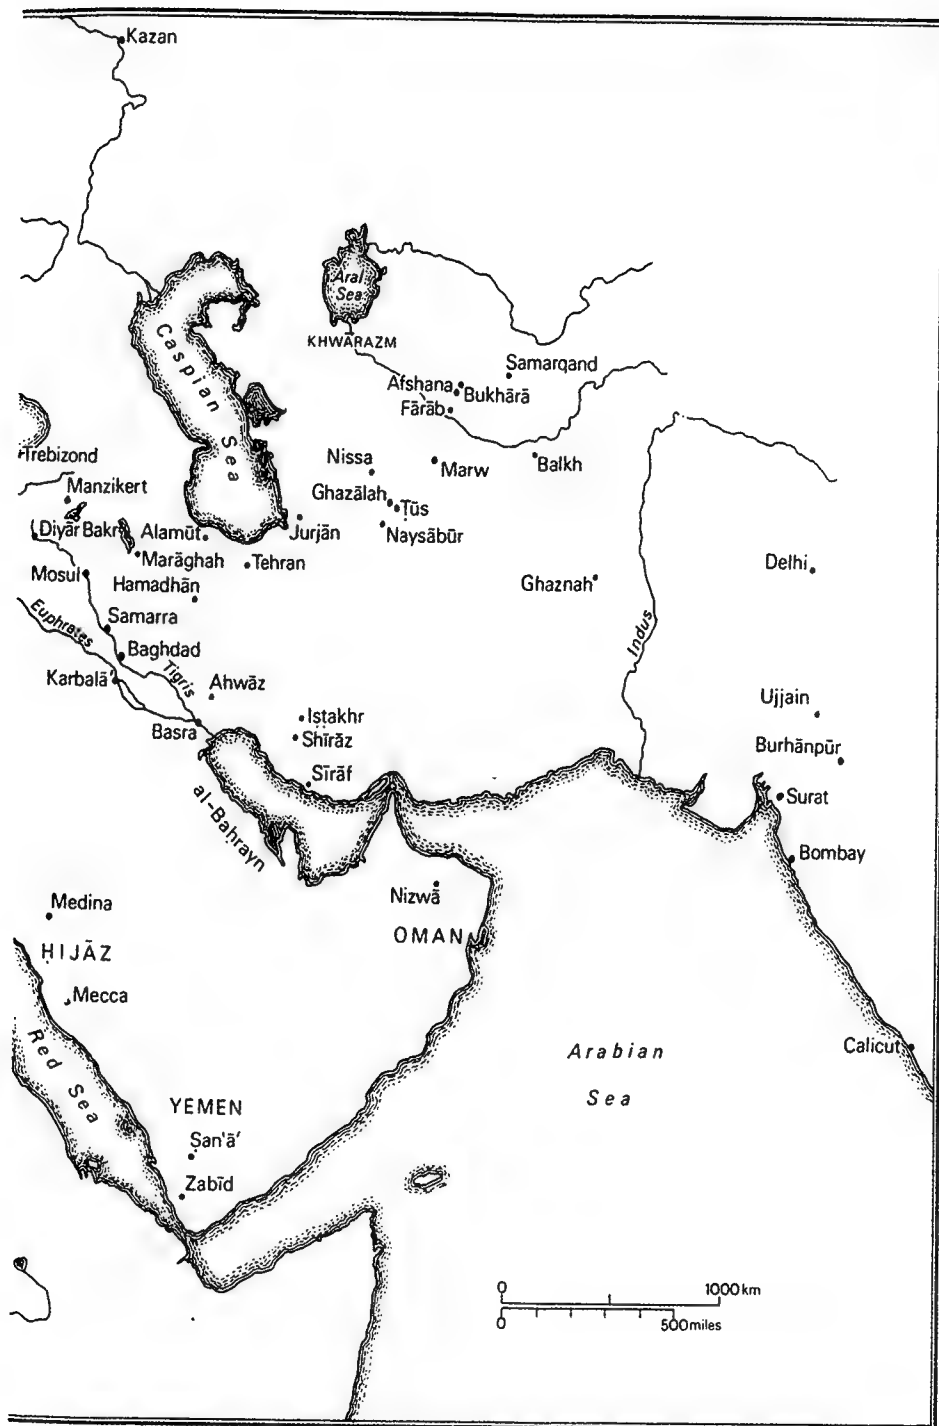 Kazan
Aral
Sea
Caspian Sea
KHWĀRAZM
Samarqand
Afshana
Bukhārā
Fārāb
Trebizond
Nissa
Marw
Balkh
Manzikert
Ghazālah
Ṭūs
Diyār Bakr
Alamūt
Jurjān
Naysābūr
Marāghah
Tehran
Delhi
Mosul
Hamadhān
Ghaznah
Euphrates
Samarra
Indus
Baghdad
Tigris
Karbalā'
Ahwāz
Ujjain
Iṣṭakhr
Basra
Shīrāz
Burhānpūr
Sīrāf
Surat
al-Bahrayn
Bombay
Nizwā
Medina
OMAN
HIJĀZ
Mecca
Red Sea
Arabian
Sea
Calicut
YEMEN
Ṣan'ā'
Zabīd
0 1000 km
0 500 miles